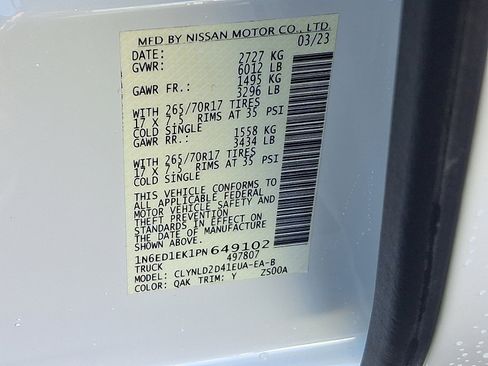 MFD BY NISSAN MOTOR CO., LTD.
DATE: 03/23
GVWR: 2727 KG
6012 LB
GAWR FR.: 1495 KG
3296 LB
WITH 265/70R17 TIRES
17 X 7.5 RIMS AT 35 PSI
COLD SINGLE
GAWR RR.: 1558 KG
3434 LB
WITH 265/70R17 TIRES
17 X 7.5 RIMS AT 35 PSI
COLD SINGLE
THIS VEHICLE CONFORMS TO
ALL APPLICABLE FEDERAL
MOTOR VEHICLE SAFETY AND
THEFT PREVENTION
STANDARDS IN EFFECT ON
THE DATE OF MANUFACTURE
SHOWN ABOVE.
1N6ED1EK1PN649102
TRUCK 497807
MODEL: CLYNLD2D41EUA-EA-B
COLOR: QAK TRIM: Y ZS00A